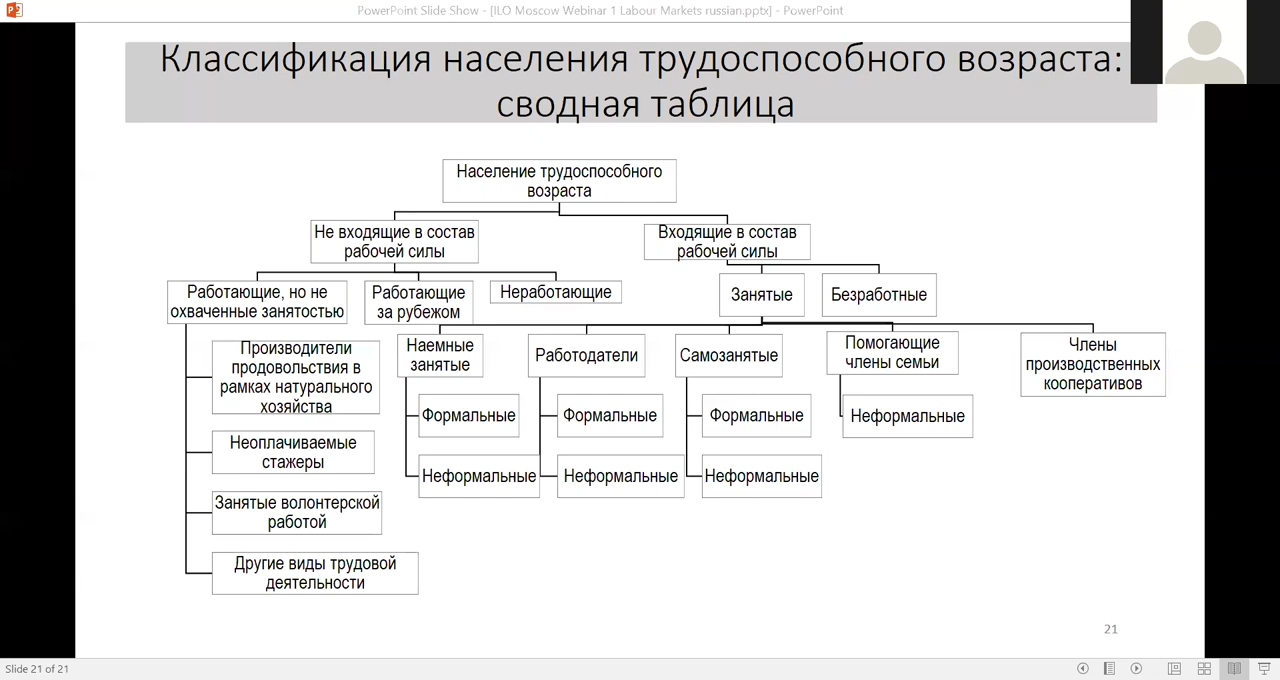 PowerPoint Slide Show - [ILO Moscow Webinar 1 Labour Markets russian.pptx] - PowerPoint
Классификация населения трудоспособного возраста:
сводная таблица
Население трудоспособного
возраста
Не входящие в состав
рабочей силы
Входящие в состав
рабочей силы
Работающие, но не
охваченные занятостью
Работающие
за рубежом
Неработающие
Занятые
Безработные
Производители
продовольствия в
рамках натурального
хозяйства
Неоплачиваемые
стажеры
Занятые волонтерской
работой
Другие виды трудовой
деятельности
Наемные
занятые
Формальные
Неформальные
Работодатели
Формальные
Неформальные
Самозанятые
Формальные
Неформальные
Помогающие
члены семьи
Неформальные
Члены
производственных
кооперативов
21
Slide 21 of 21